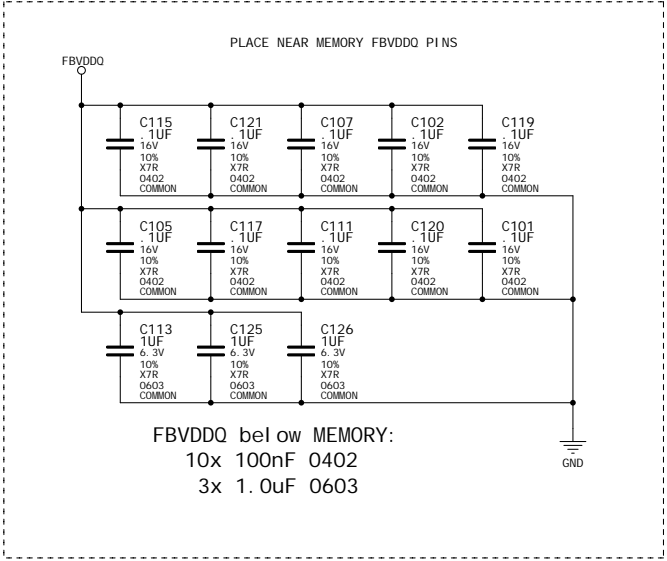 PLACE NEAR MEMORY FBVDDQ PINS
FBVDDQ
C115
.1UF
16V
10%
X7R
0402
COMMON
C121
.1UF
16V
10%
X7R
0402
COMMON
C107
.1UF
16V
10%
X7R
0402
COMMON
C102
.1UF
16V
10%
X7R
0402
COMMON
C119
.1UF
16V
10%
X7R
0402
COMMON
C105
.1UF
16V
10%
X7R
0402
COMMON
C117
.1UF
16V
10%
X7R
0402
COMMON
C111
.1UF
16V
10%
X7R
0402
COMMON
C120
.1UF
16V
10%
X7R
0402
COMMON
C101
.1UF
16V
10%
X7R
0402
COMMON
C113
1UF
6.3V
10%
X7R
0603
COMMON
C125
1UF
6.3V
10%
X7R
0603
COMMON
C126
1UF
6.3V
10%
X7R
0603
COMMON
FBVDDQ below MEMORY:
10x 100nF 0402
3x 1.0uF 0603
GND